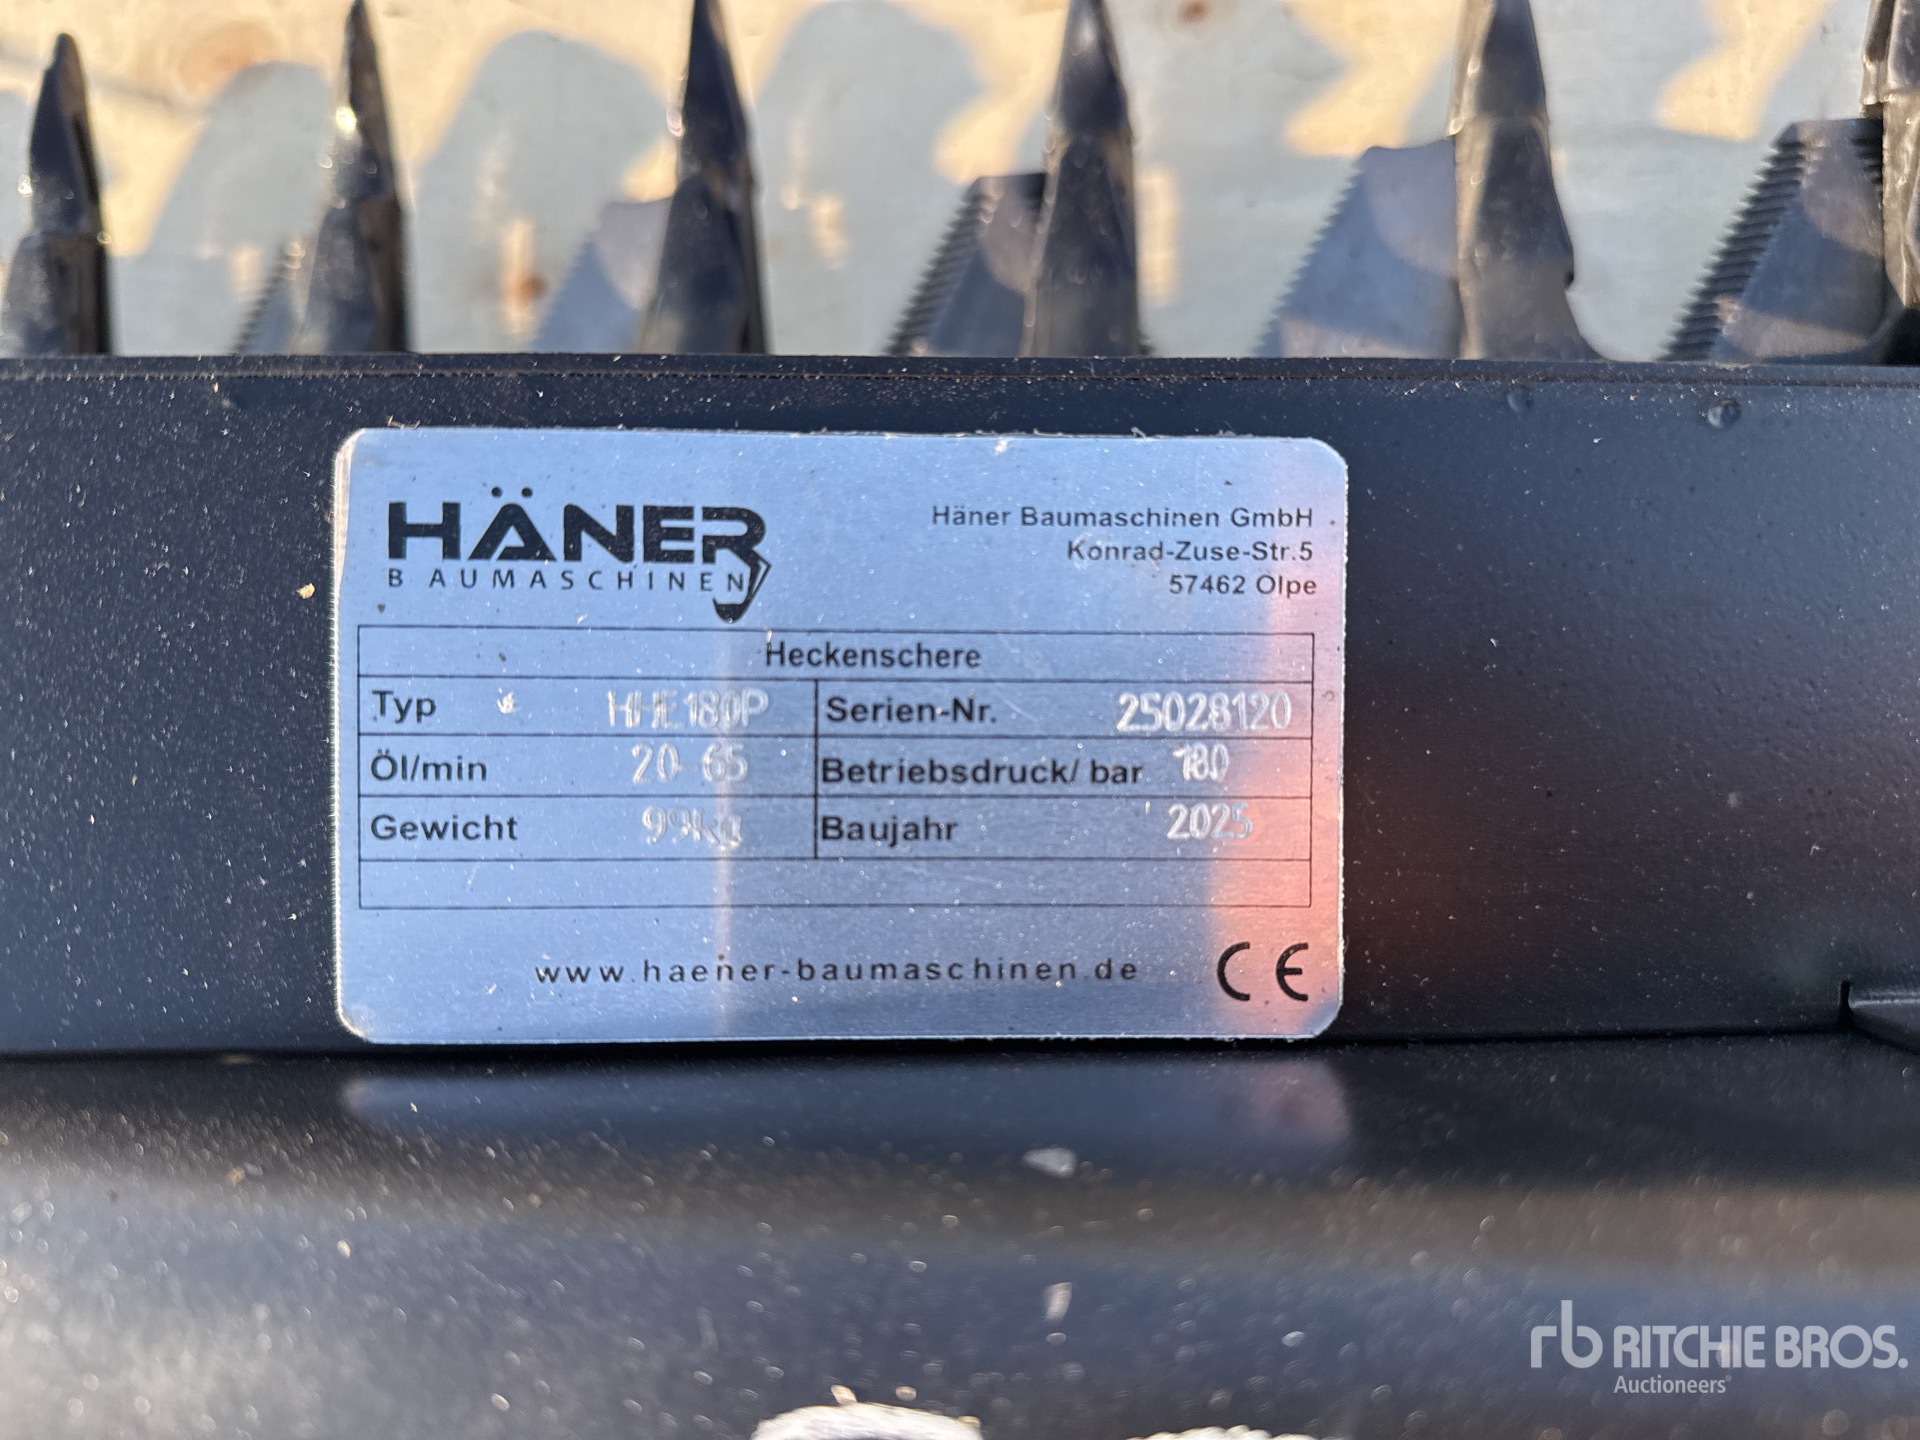 HÄNER
BAUMASCHINEN
Häner Baumaschinen GmbH
Konrad-Zuse-Str.5
57462 Olpe
Heckenschere
Typ HHE180P Serien-Nr. 25028120
Öl/min 20-65 Betriebsdruck/ bar 180
Gewicht 99kg Baujahr 2025
www.haener-baumaschinen.de
CE
rb RITCHIE BROS.
Auctioneers